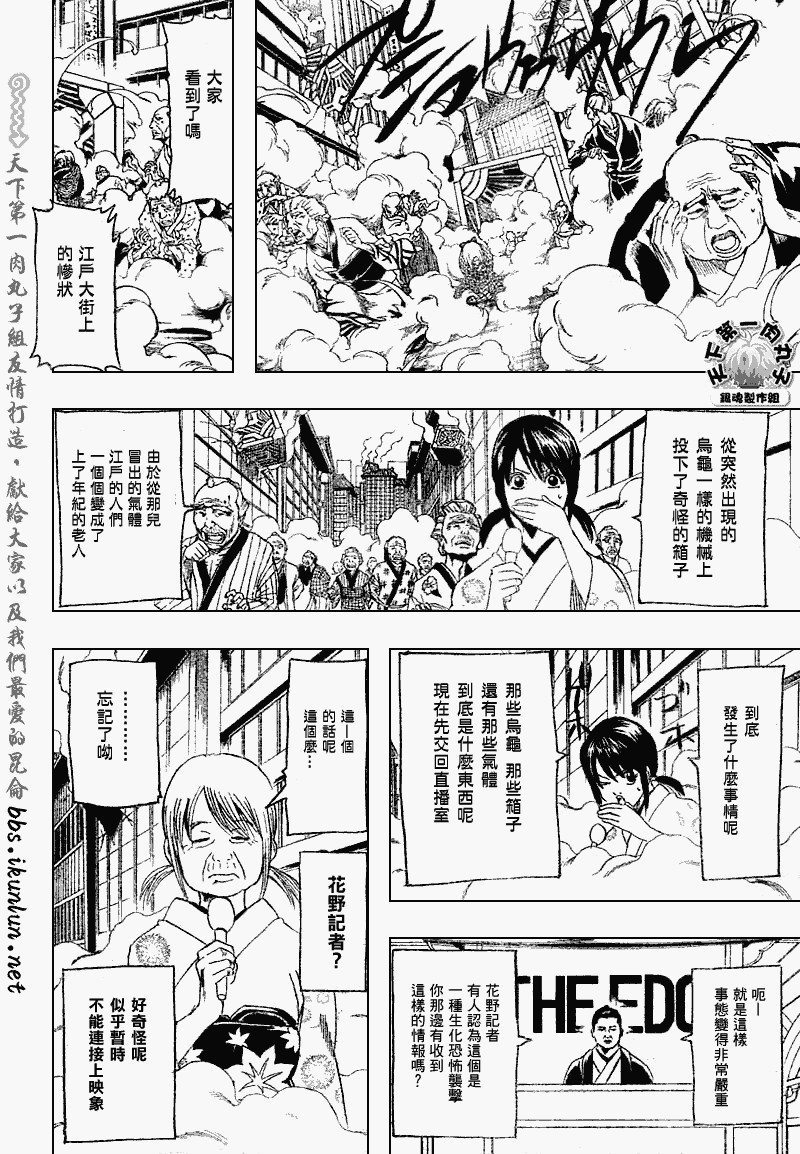 大家
看到了嗎
江戶大街上
的慘狀
從突然出現的
烏龜一樣的機械上
投下了奇怪的箱子
由於從那兒
冒出的氣體
江戶的人們
一個個變成了
上了年紀的老人
到底
發生了什麼事情呢
ゴホ
ゲホ
那些烏龜 那些箱子
還有那些氣體
到底是什麼東西呢
現在先交回直播室
呃—
就是這樣
事態變得非常嚴重
THE EDO
花野記者
有人認為這個是
一種生化恐怖襲擊
你那邊有收到
這樣的情報嗎?
這一個
的話呢
這個麼…
…………
忘記了呦
花野記者?
好奇怪呢
似乎暫時
不能連接上映象
天下第一肉丸子
銀魂製作組
天下第一肉丸子組友情打造,獻給大家以及我們最愛的昆侖 bbs.ikunlun.net